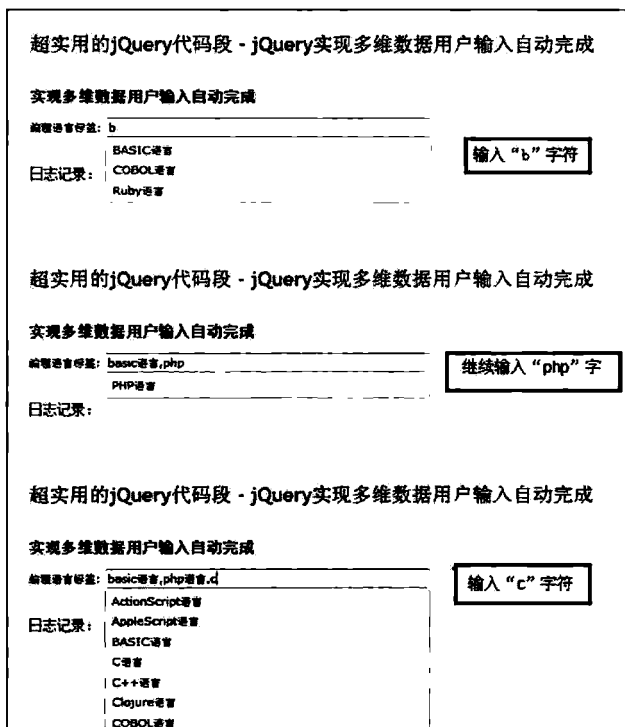 超实用的jQuery代码段 - jQuery实现多维数据用户输入自动完成
实现多维数据用户输入自动完成
编程语言标签: b
BASIC语言
输入“b”字符
日志记录: COBOL语言
Ruby语言
超实用的jQuery代码段 - jQuery实现多维数据用户输入自动完成
实现多维数据用户输入自动完成
编程语言标签: basic语言,php
继续输入“php”字
PHP语言
日志记录:
超实用的jQuery代码段 - jQuery实现多维数据用户输入自动完成
实现多维数据用户输入自动完成
编程语言标签: basic语言,php语言,c
输入“c”字符
ActionScript语言
日志记录: AppleScript语言
BASIC语言
C语言
C++语言
Clojure语言
COBOL语言